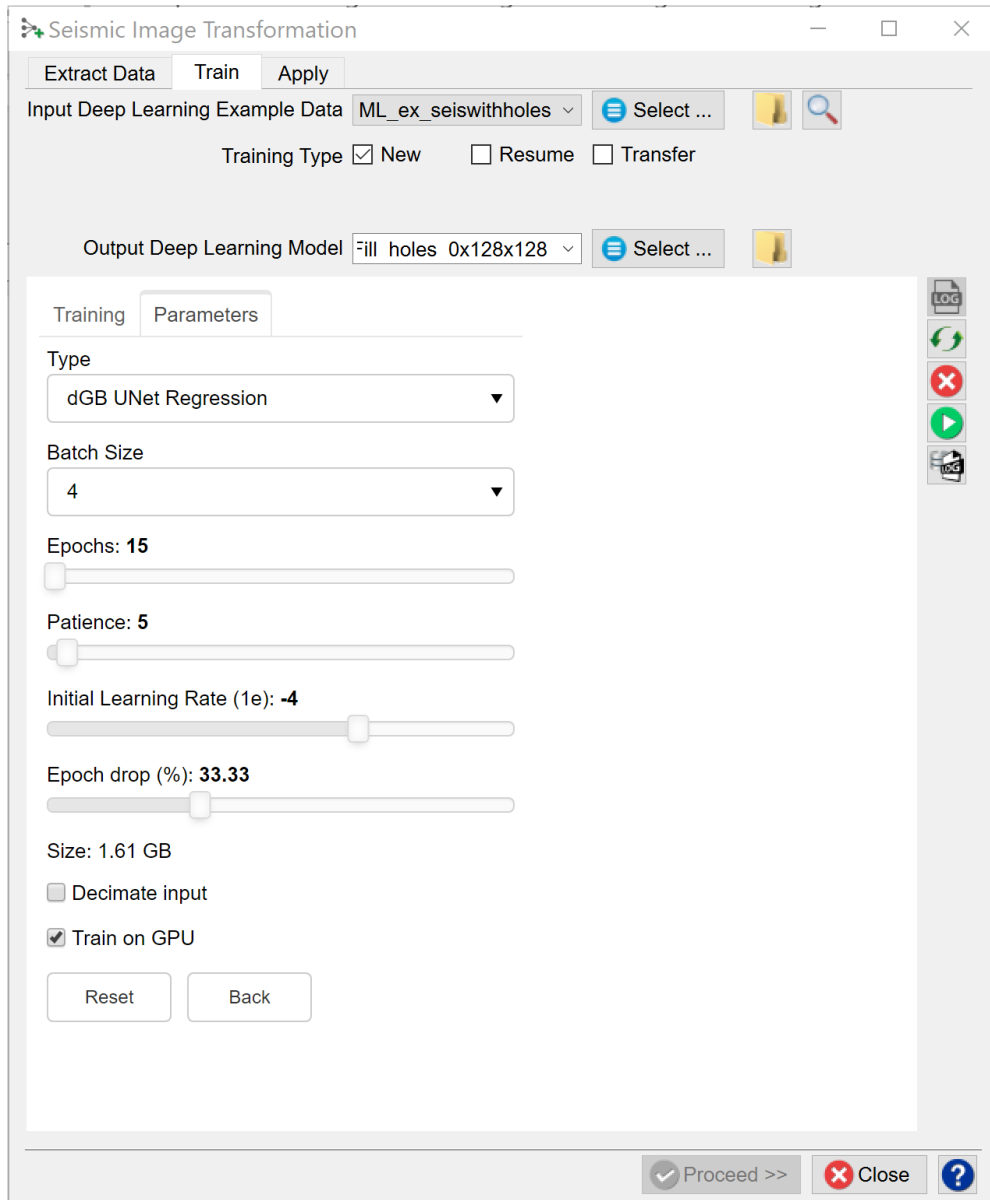 Seismic Image Transformation
Extract Data Train Apply
Input Deep Learning Example Data ML_ex_seiswithholes Select ...
Training Type New Resume Transfer
Output Deep Learning Model Fill holes 0x128x128 Select ...
Training Parameters
LOG
Type
dGB UNet Regression
Batch Size
4
LOG
Epochs: 15
Patience: 5
Initial Learning Rate (1e): -4
Epoch drop (%): 33.33
Size: 1.61 GB
Decimate input
Train on GPU
Reset Back
Proceed >> Close ?